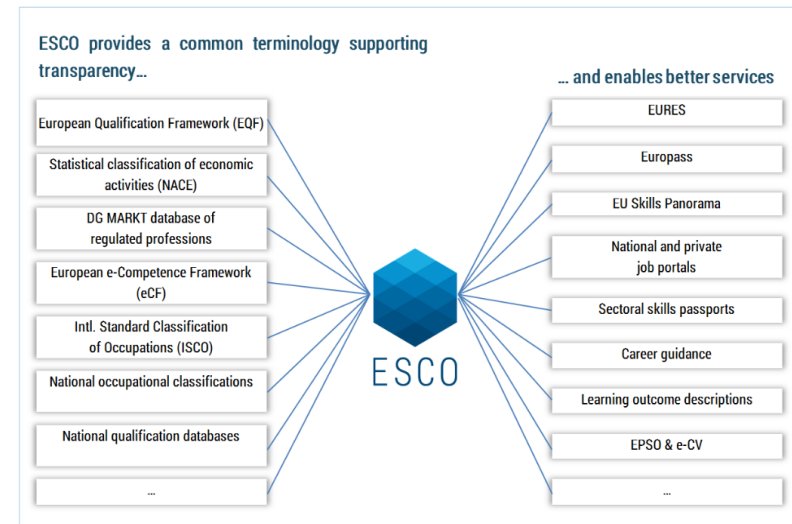 ESCO provides a common terminology supporting
transparency...
European Qualification Framework (EQF)
Statistical classification of economic
activities (NACE)
DG MARKT database of
regulated professions
European e-Competence Framework
(eCF)
Intl. Standard Classification
of Occupations (ISCO)
National occupational classifications
National qualification databases
...
ESCO
... and enables better services
EURES
Europass
EU Skills Panorama
National and private
job portals
Sectoral skills passports
Career guidance
Learning outcome descriptions
EPSO & e-CV
...